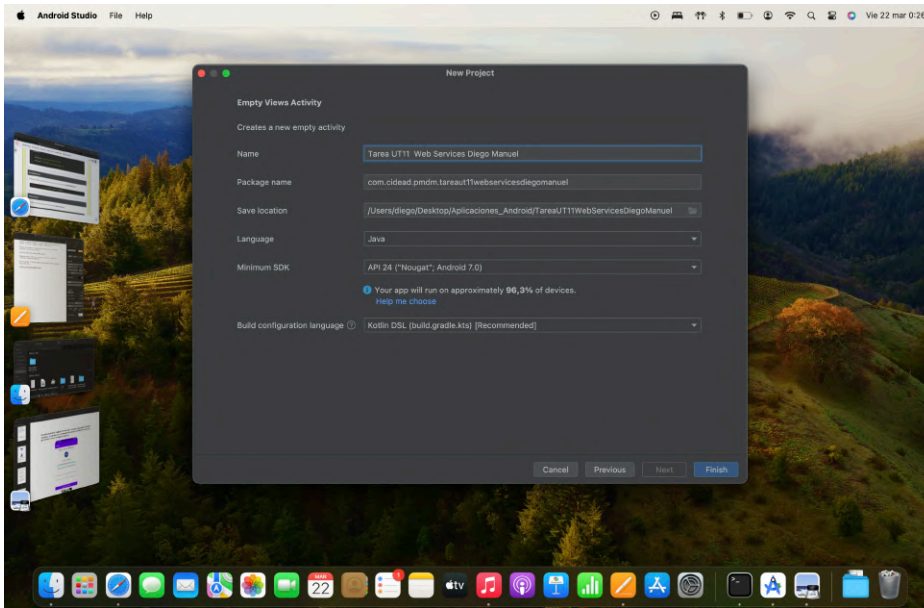 Android Studio File Help
Vie 22 mar 0:26
New Project
Empty Views Activity
Creates a new empty activity
Name
Tarea UT11  Web Services Diego Manuel
Package name
com.cidead.pmdm.tareaut11webservicesdiegomanuel
Save location
/Users/diego/Desktop/Aplicaciones_Android/TareaUT11WebServicesDiegoManuel
Language
Java
Minimum SDK
API 24 ("Nougat"; Android 7.0)
Your app will run on approximately 96,3% of devices.
Help me choose
Build configuration language ?
Kotlin DSL (build.gradle.kts) [Recommended]
Cancel Previous Next Finish
MAR
22
1
tv